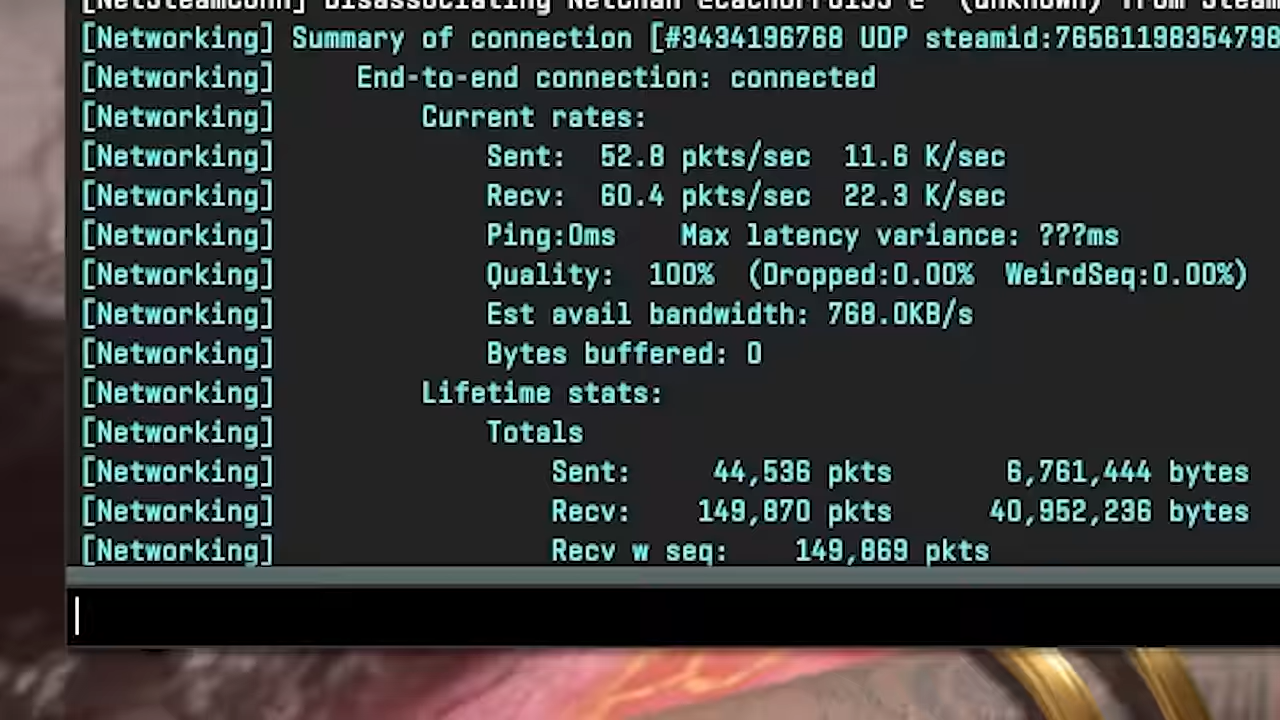 [NetSteamConn] Disassociating NetChan
[Networking] Summary of connection [#3434196768 UDP steamid:76561198354798
[Networking] End-to-end connection: connected
[Networking] Current rates:
[Networking] Sent: 52.8 pkts/sec 11.6 K/sec
[Networking] Recv: 60.4 pkts/sec 22.3 K/sec
[Networking] Ping:0ms Max latency variance: ???ms
[Networking] Quality: 100% (Dropped:0.00% WeirdSeq:0.00%)
[Networking] Est avail bandwidth: 768.0KB/s
[Networking] Bytes buffered: 0
[Networking] Lifetime stats:
[Networking] Totals
[Networking] Sent: 44,536 pkts 6,761,444 bytes
[Networking] Recv: 149,870 pkts 40,952,236 bytes
[Networking] Recv w seq: 149,869 pkts